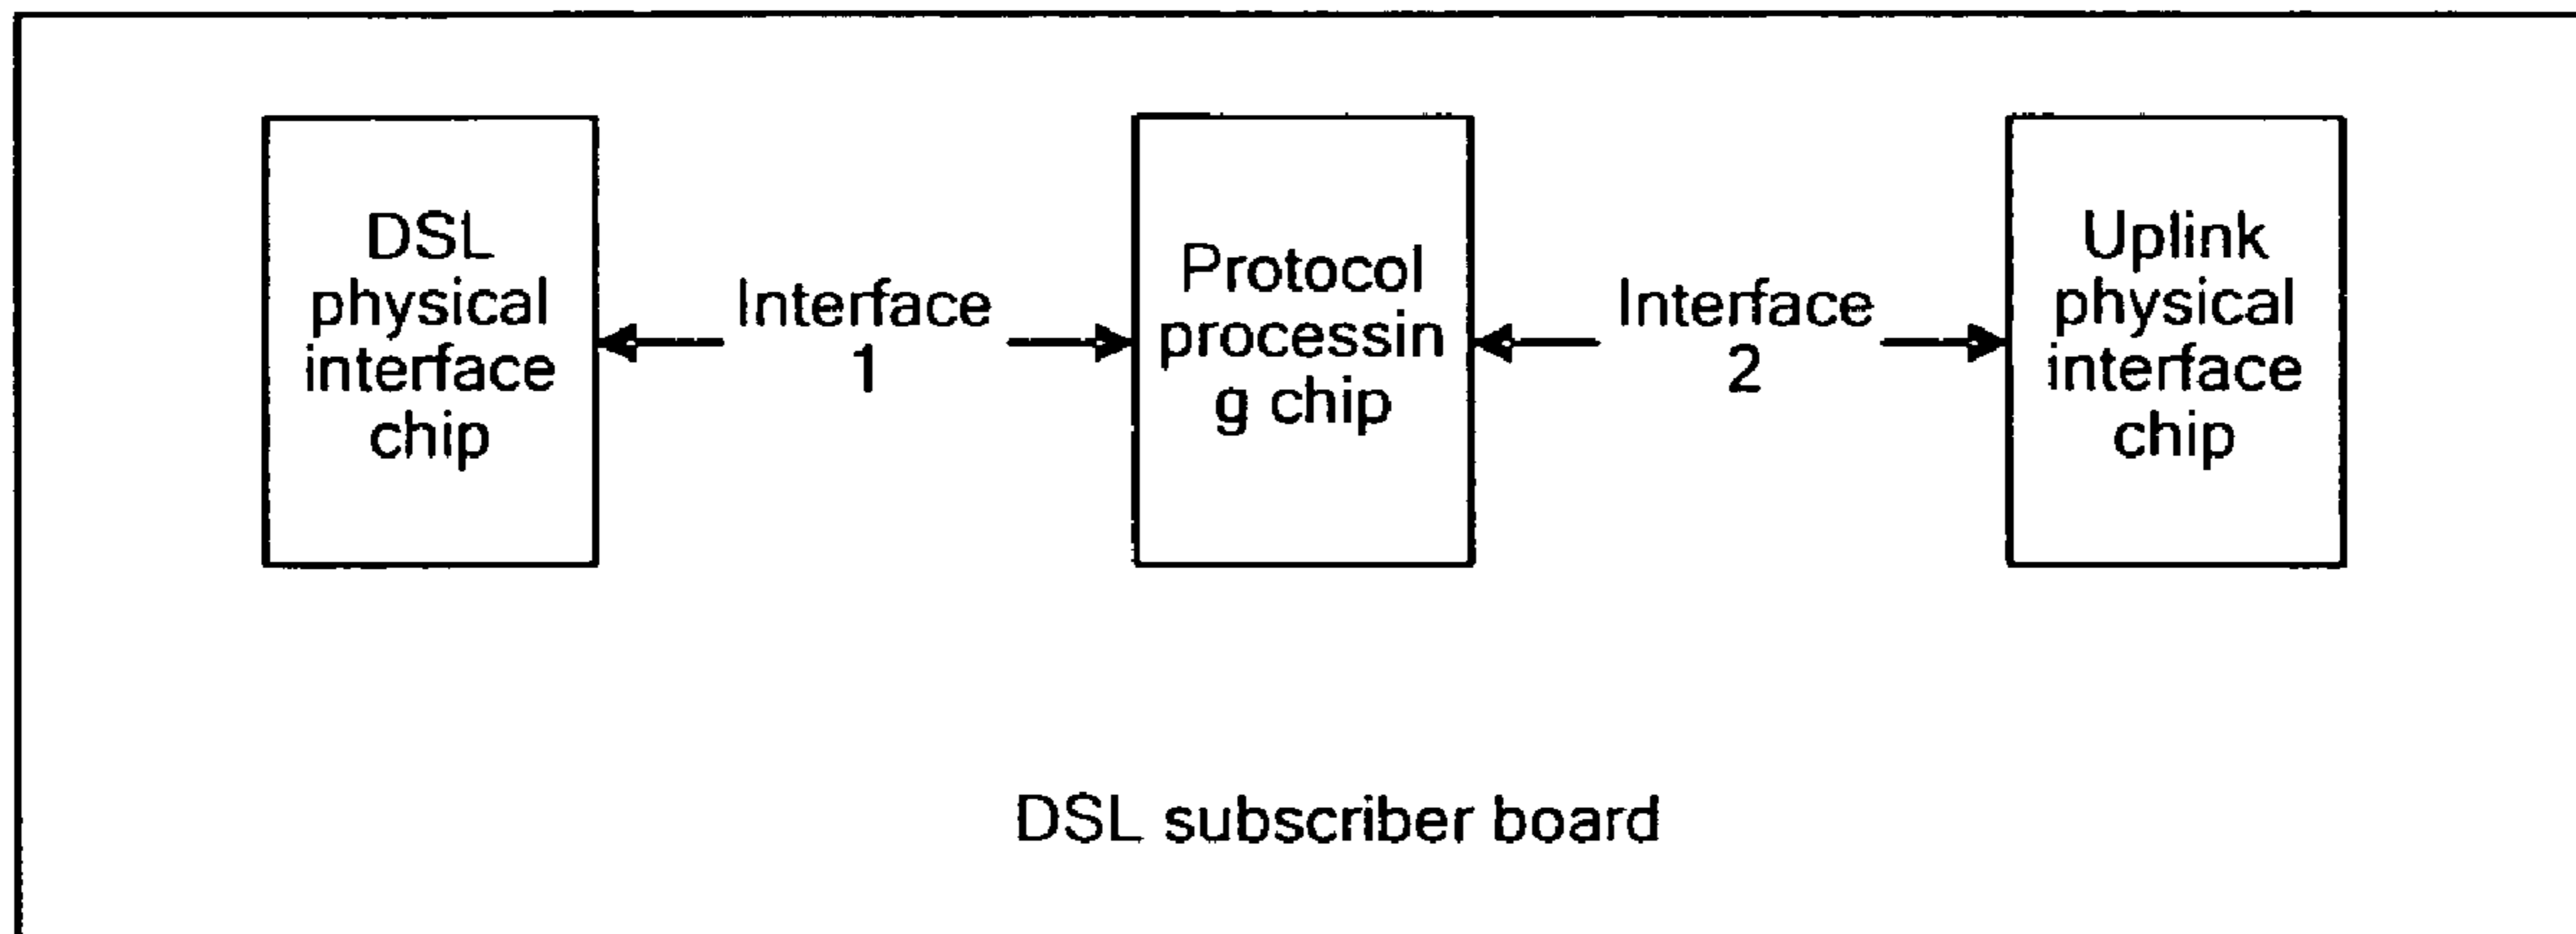 DSL
physical
interface
chip
Interface
1
Protocol
processin
g chip
Interface
2
Uplink
physical
interface
chip
DSL subscriber board